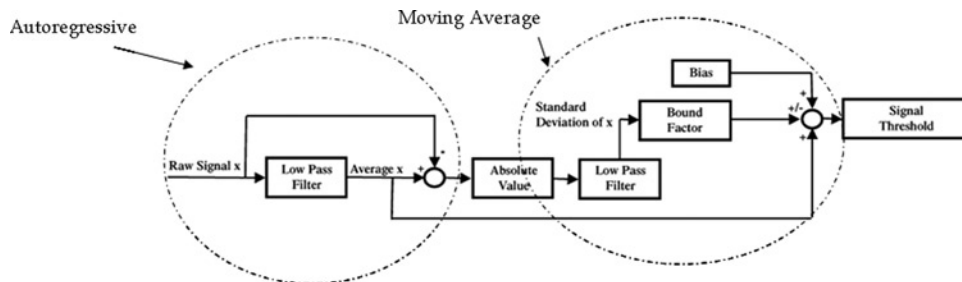 Autoregressive
Moving Average
Bias
+
Standard
Deviation of x
Bound
Factor
+/-
Signal
Threshold
+
-
Raw Signal x
Low Pass
Filter
Average x
+
Absolute
Value
Low Pass
Filter